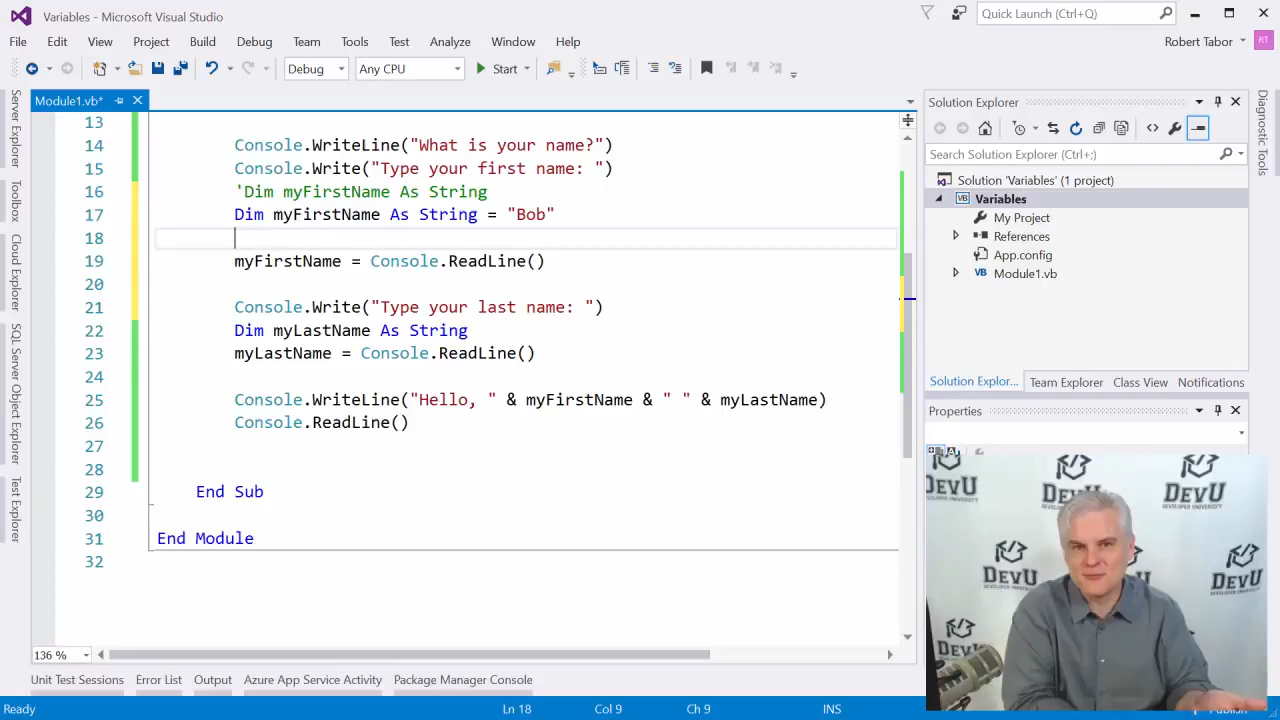 Variables - Microsoft Visual Studio
Quick Launch (Ctrl+Q)
File Edit View Project Build Debug Team Tools Test Analyze Window Help
Robert Tabor RT
Debug Any CPU Start
Server Explorer
Toolbox
Cloud Explorer
SQL Server Object Explorer
Test Explorer
Module1.vb*
13
14 Console.WriteLine("What is your name?")
15 Console.Write("Type your first name: ")
16 'Dim myFirstName As String
17 Dim myFirstName As String = "Bob"
18
19 myFirstName = Console.ReadLine()
20
21 Console.Write("Type your last name: ")
22 Dim myLastName As String
23 myLastName = Console.ReadLine()
24
25 Console.WriteLine("Hello, " & myFirstName & " " & myLastName)
26 Console.ReadLine()
27
28
29 End Sub
30
31 End Module
32
136 %
Solution Explorer
Search Solution Explorer (Ctrl+;)
Solution 'Variables' (1 project)
VB Variables
My Project
References
App.config
VB Module1.vb
Solution Explor... Team Explorer Class View Notifications
Properties
Diagnostic Tools
DevU
DEVELOPER UNIVERSITY
DevU
DEVELOPER UNIVERSITY
DevU
DevU
Unit Test Sessions Error List Output Azure App Service Activity Package Manager Console
Ready Ln 18 Col 9 Ch 9 INS